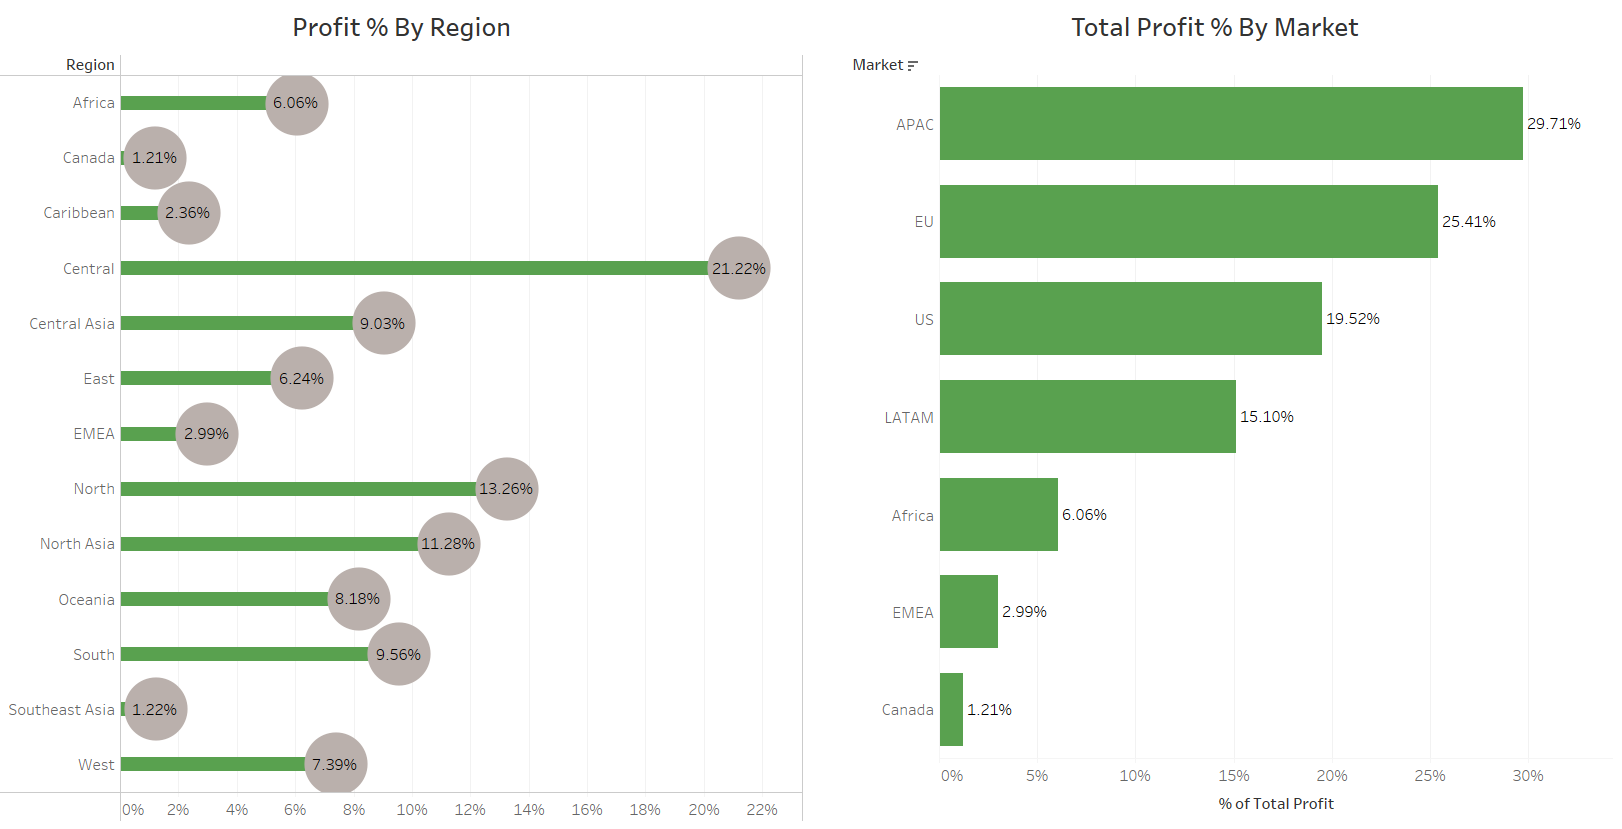 Profit % By Region
Region
Africa 6.06%
Canada 1.21%
Caribbean 2.36%
Central 21.22%
Central Asia 9.03%
East 6.24%
EMEA 2.99%
North 13.26%
North Asia 11.28%
Oceania 8.18%
South 9.56%
Southeast Asia 1.22%
West 7.39%
0% 2% 4% 6% 8% 10% 12% 14% 16% 18% 20% 22%
Total Profit % By Market
Market
APAC 29.71%
EU 25.41%
US 19.52%
LATAM 15.10%
Africa 6.06%
EMEA 2.99%
Canada 1.21%
0% 5% 10% 15% 20% 25% 30%
% of Total Profit